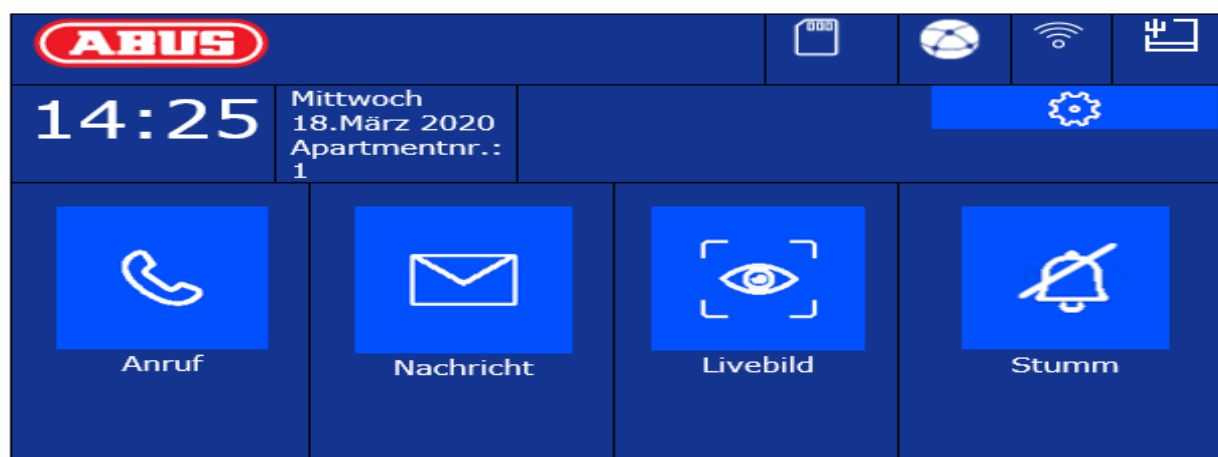 ABUS
14:25
Mittwoch
18.März 2020
Apartmentnr.:
1
Anruf
Nachricht
Livebild
Stumm